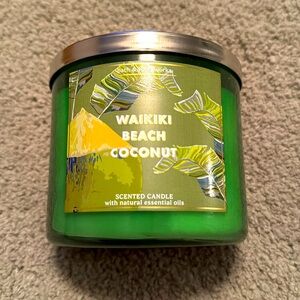 WAIKIKI
BEACH
COCONUT
SCENTED CANDLE
with natural essential oils